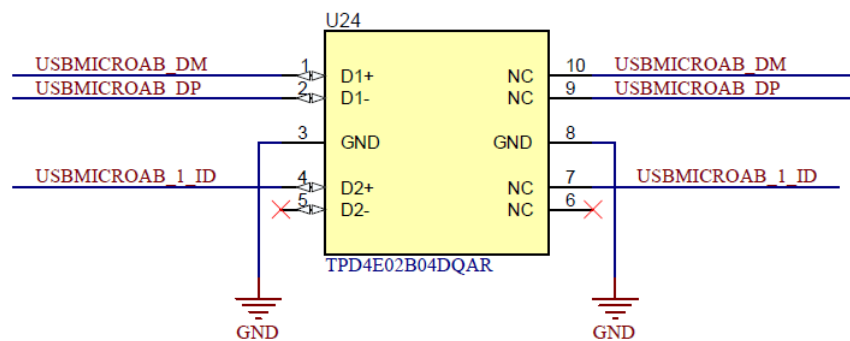 U24
USBMICROAB_DM 1 D1+ NC 10 USBMICROAB_DM
USBMICROAB_DP 2 D1- NC 9 USBMICROAB_DP
3 GND GND 8
USBMICROAB_1_ID 4 D2+ NC 7 USBMICROAB_1_ID
5 D2- NC 6
TPD4E02B04DQAR
GND GND